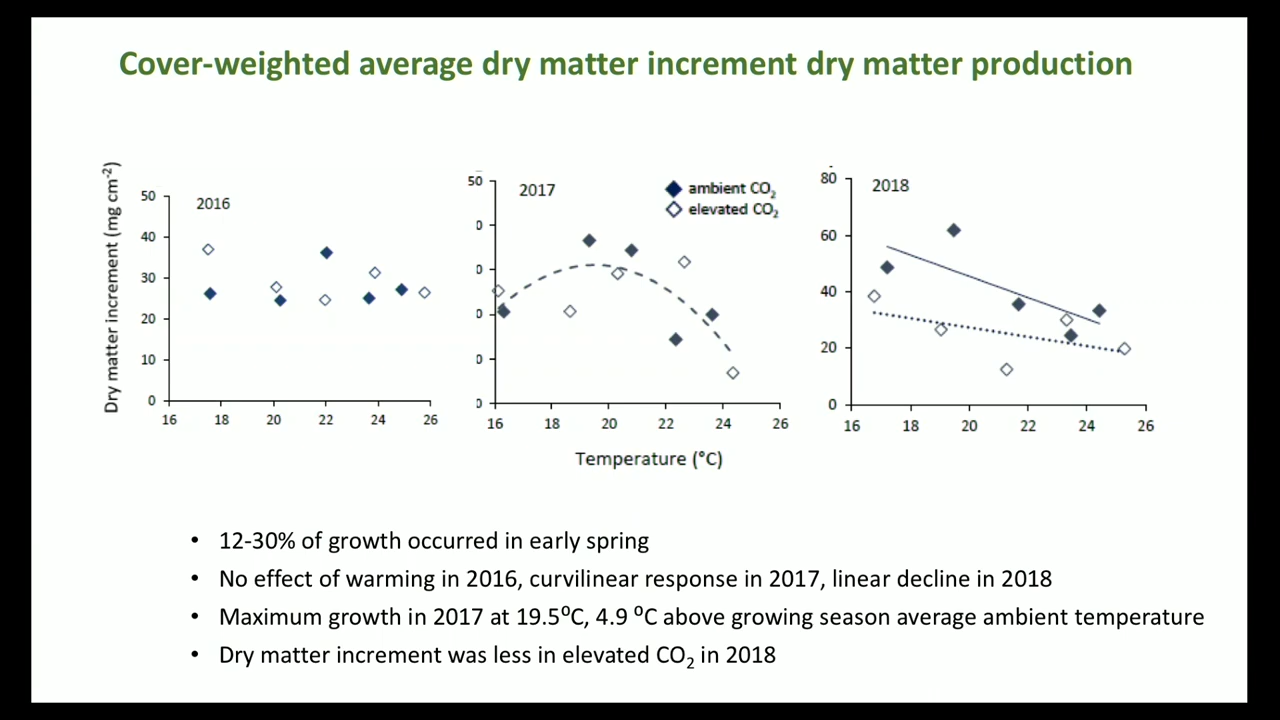 Cover-weighted average dry matter increment dry matter production
Dry matter increment (mg cm⁻²)
2016
50
40
30
20
10
0
16 18 20 22 24 26
2017
ambient CO₂
elevated CO₂
50
0
0
0
0
0
16 18 20 22 24 26
Temperature (°C)
2018
80
60
40
20
0
16 18 20 22 24 26
• 12-30% of growth occurred in early spring
• No effect of warming in 2016, curvilinear response in 2017, linear decline in 2018
• Maximum growth in 2017 at 19.5⁰C, 4.9 ⁰C above growing season average ambient temperature
• Dry matter increment was less in elevated CO₂ in 2018